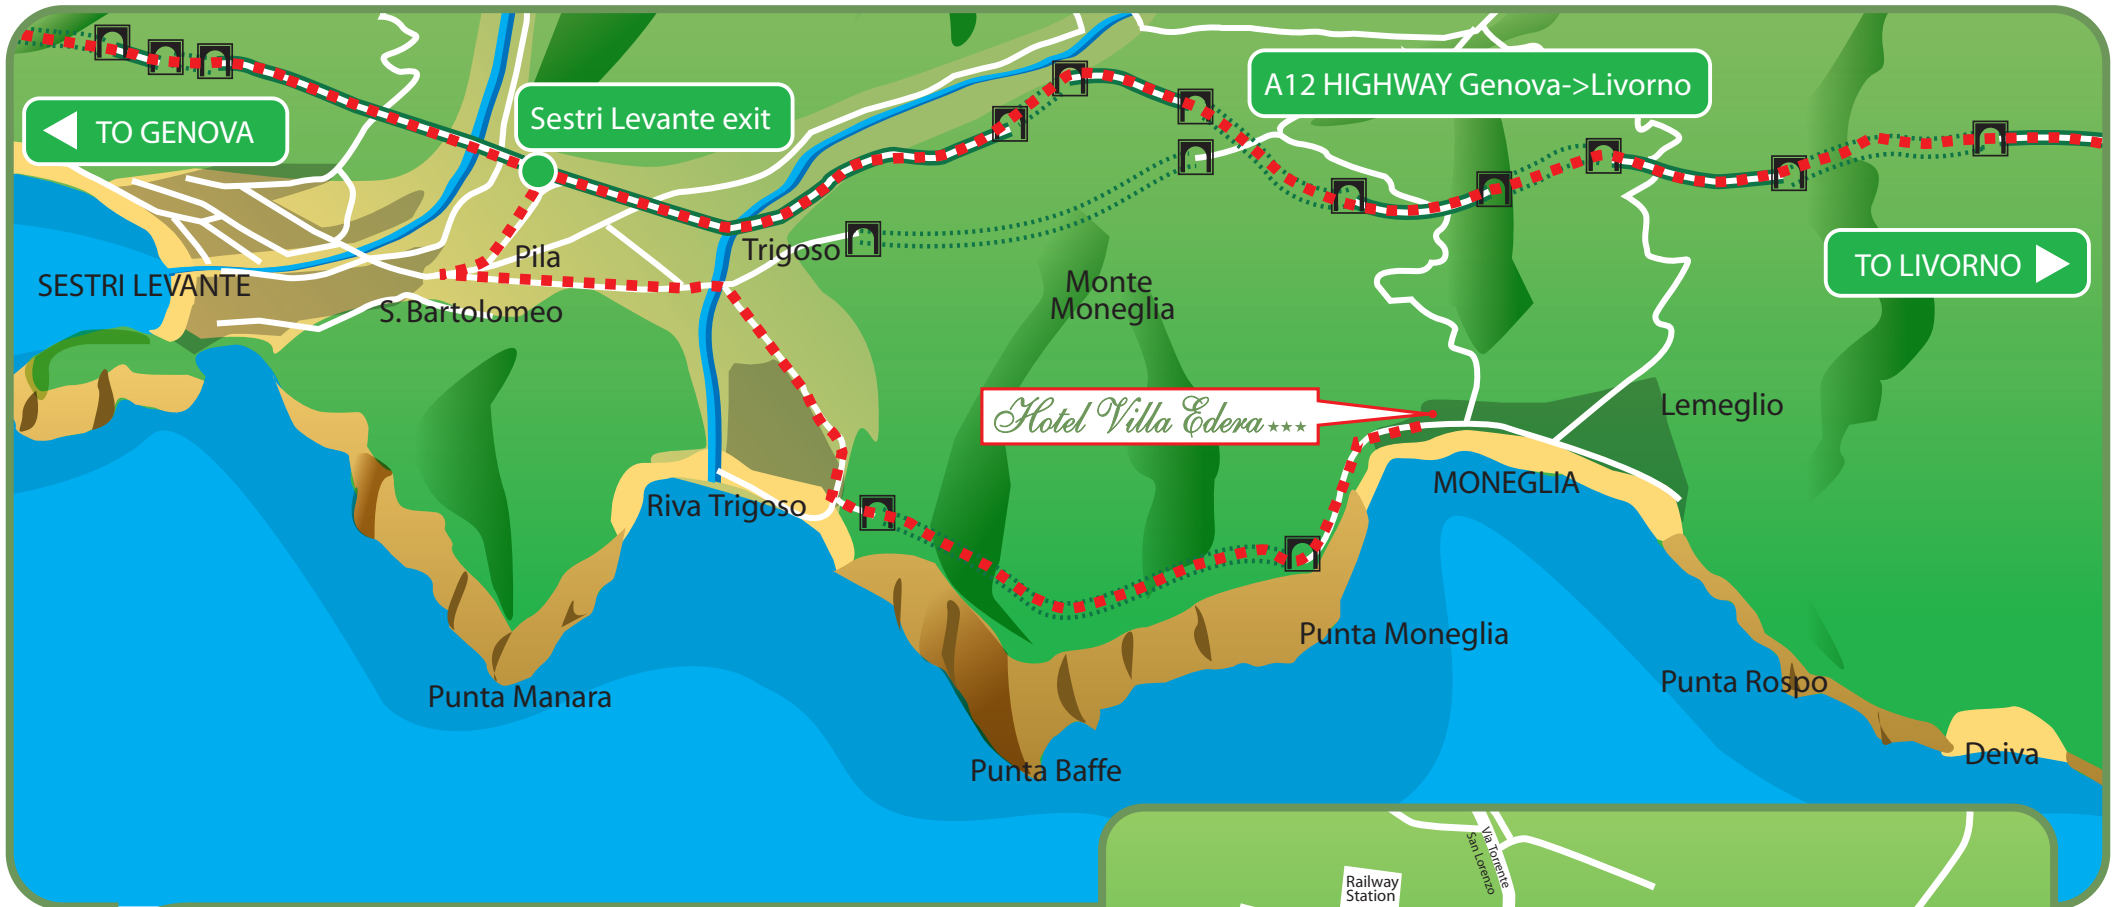 A12 HIGHWAY Genova->Livorno
Sestri Levante exit
TO GENOVA
TO LIVORNO
Pila
Trigoso
SESTRI LEVANTE
S. Bartolomeo
Monte
Moneglia
Hotel Villa Edera ★★★
Lemeglio
MONEGLIA
Riva Trigoso
Punta Moneglia
Punta Manara
Punta Rospo
Punta Baffe
Deiva
Via Torrente
San Lorenzo
Railway
Station